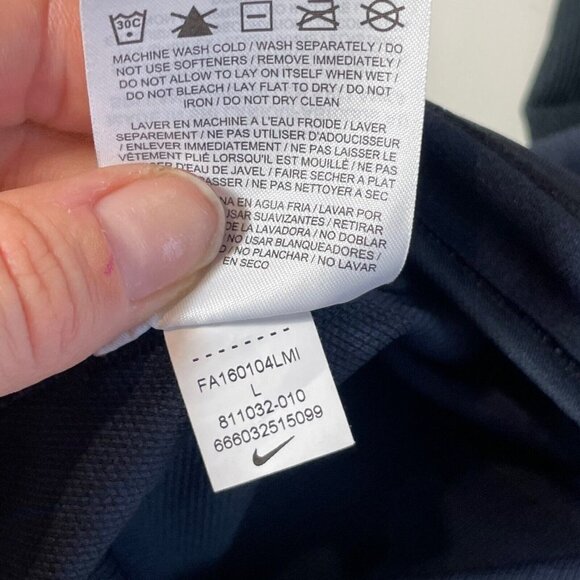 30C
MACHINE WASH COLD / WASH SEPARATELY / DO
NOT USE SOFTENERS / REMOVE IMMEDIATELY /
DO NOT ALLOW TO LAY ON ITSELF WHEN WET /
DO NOT BLEACH / LAY FLAT TO DRY / DO NOT
IRON / DO NOT DRY CLEAN
LAVER EN MACHINE A L'EAU FROIDE / LAVER
SEPAREMENT / NE PAS UTILISER D'ADOUCISSEUR
/ ENLEVER IMMEDIATEMENT / NE PAS LAISSER LE
VÊTEMENT PLIÉ LORSQU'IL EST MOUILLÉ / NE PAS
D'EAU DE JAVEL / FAIRE SECHER A PLAT
/ NE PAS NETTOYER A SEC
EN AGUA FRIA / LAVAR POR
USAR SUAVIZANTES / RETIRAR
DE LA LAVADORA / NO DOBLAR
/ NO USAR BLANQUEADORES /
/ NO PLANCHAR / NO LAVAR
EN SECO
FA160104LMI
L
811032-010
666032515099